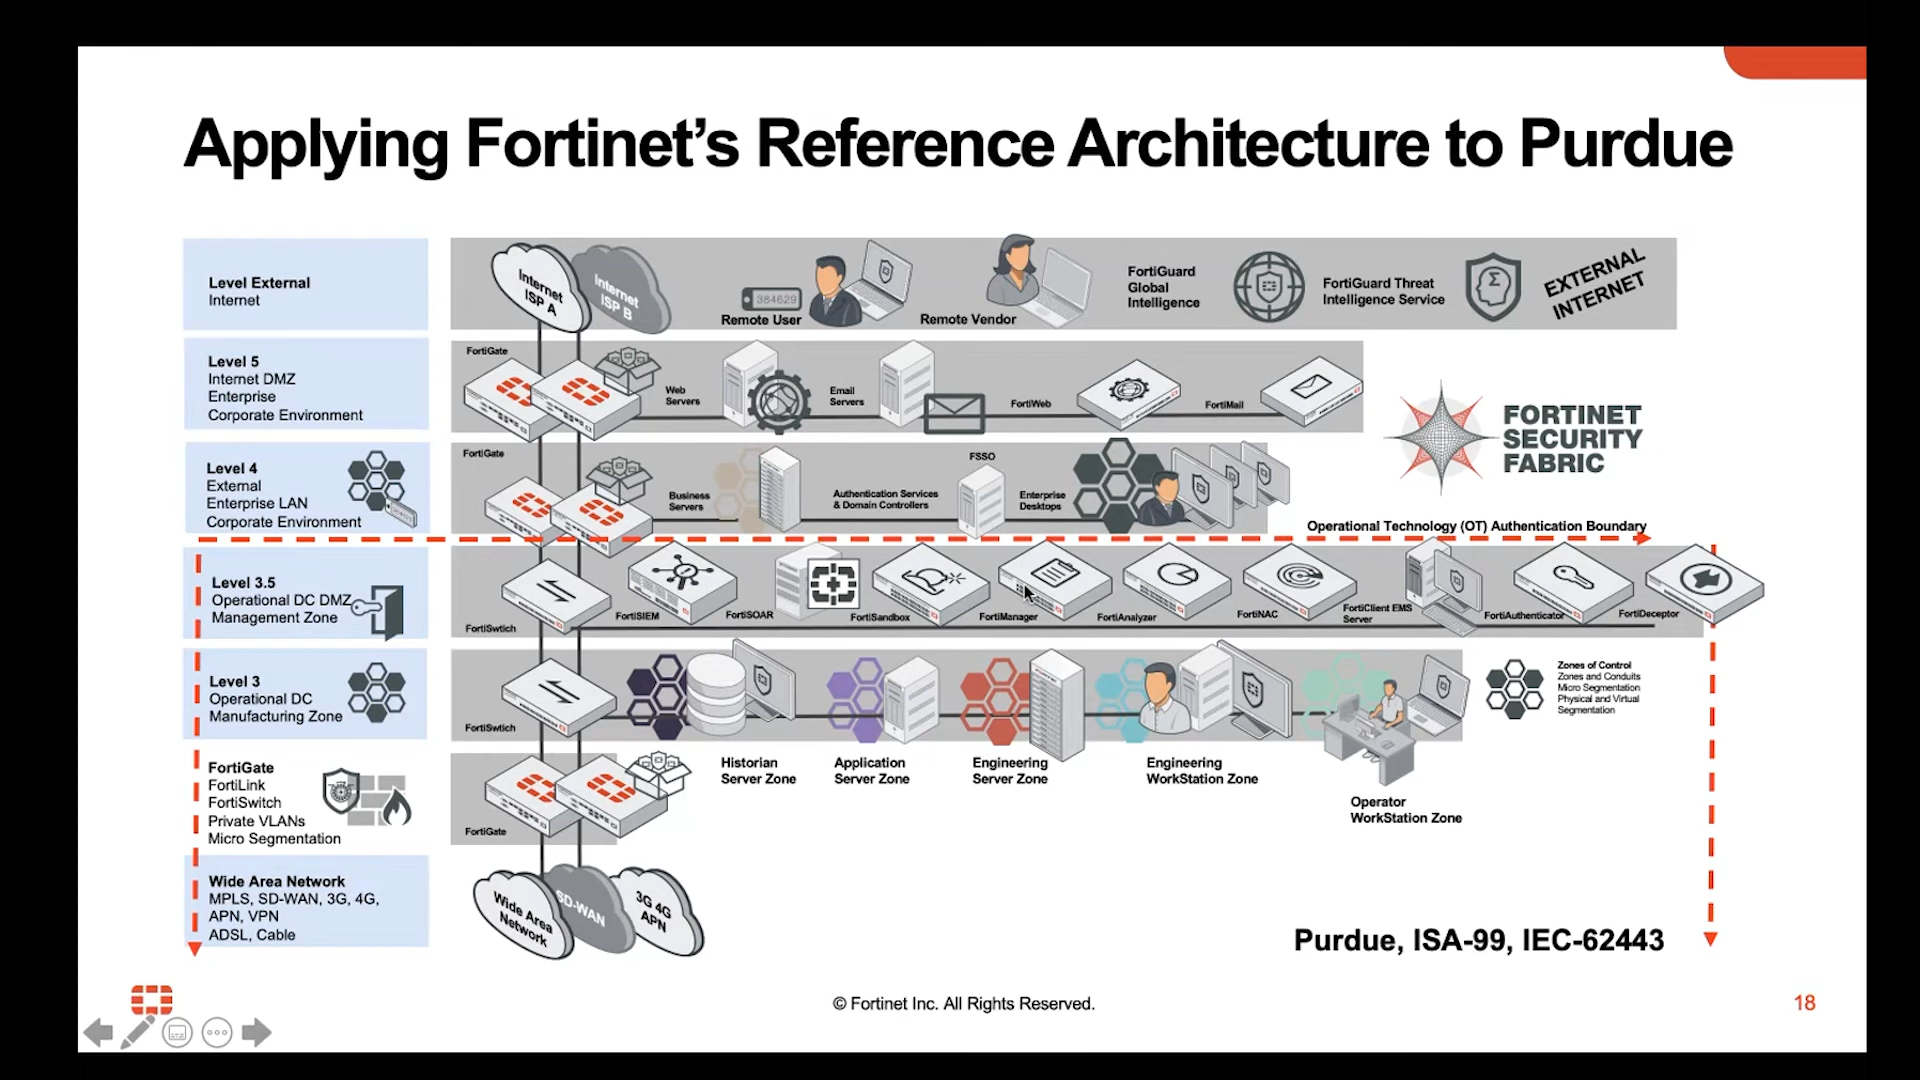 Applying Fortinet's Reference Architecture to Purdue
Level External
Internet
Internet
ISP A
Internet
ISP B
384629
Remote User
Remote Vendor
FortiGuard
Global
Intelligence
FortiGuard Threat
Intelligence Service
EXTERNAL
INTERNET
Level 5
Internet DMZ
Enterprise
Corporate Environment
FortiGate
Web
Servers
Email
Servers
FortiWeb
FortiMail
FORTINET
SECURITY
FABRIC
Level 4
External
Enterprise LAN
Corporate Environment
FortiGate
Business
Servers
Authentication Services
& Domain Controllers
FSSO
Enterprise
Desktops
Operational Technology (OT) Authentication Boundary
Level 3.5
Operational DC DMZ
Management Zone
FortiSwtich
FortiSIEM
FortiSOAR
FortiSandbox
FortiManager
FortiAnalyzer
FortiNAC
FortiClient EMS
Server
FortiAuthenticator
FortiDeceptor
Level 3
Operational DC
Manufacturing Zone
FortiSwtich
Zones of Control
Zones and Conduits
Micro Segmentation
Physical and Virtual
Segmentation
FortiGate
FortiLink
FortiSwitch
Private VLANs
Micro Segmentation
FortiGate
Historian
Server Zone
Application
Server Zone
Engineering
Server Zone
Engineering
WorkStation Zone
Operator
WorkStation Zone
Wide Area Network
MPLS, SD-WAN, 3G, 4G,
APN, VPN
ADSL, Cable
Wide Area
Network
SD-WAN
3G 4G
APN
Purdue, ISA-99, IEC-62443
© Fortinet Inc. All Rights Reserved.
18